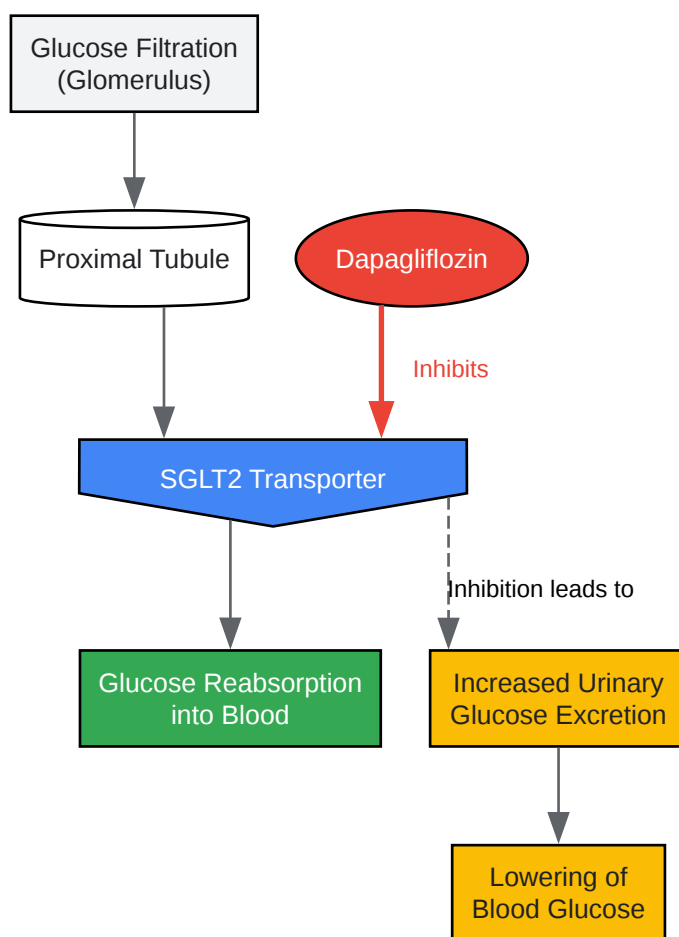 Glucose Filtration
(Glomerulus)
Proximal Tubule
Dapagliflozin
Inhibits
SGLT2 Transporter
Inhibition leads to
Glucose Reabsorption
into Blood
Increased Urinary
Glucose Excretion
Lowering of
Blood Glucose